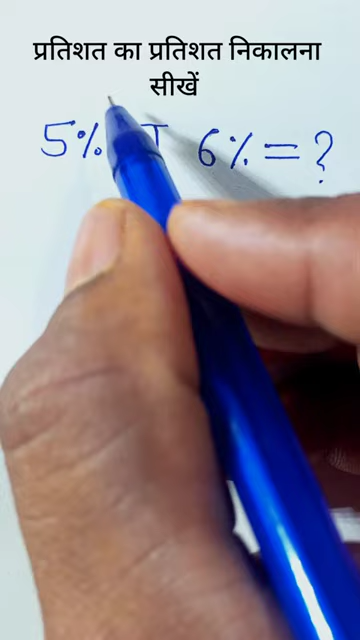 प्रतिशत का प्रतिशत निकालना
सीखें
5% 6% = ?